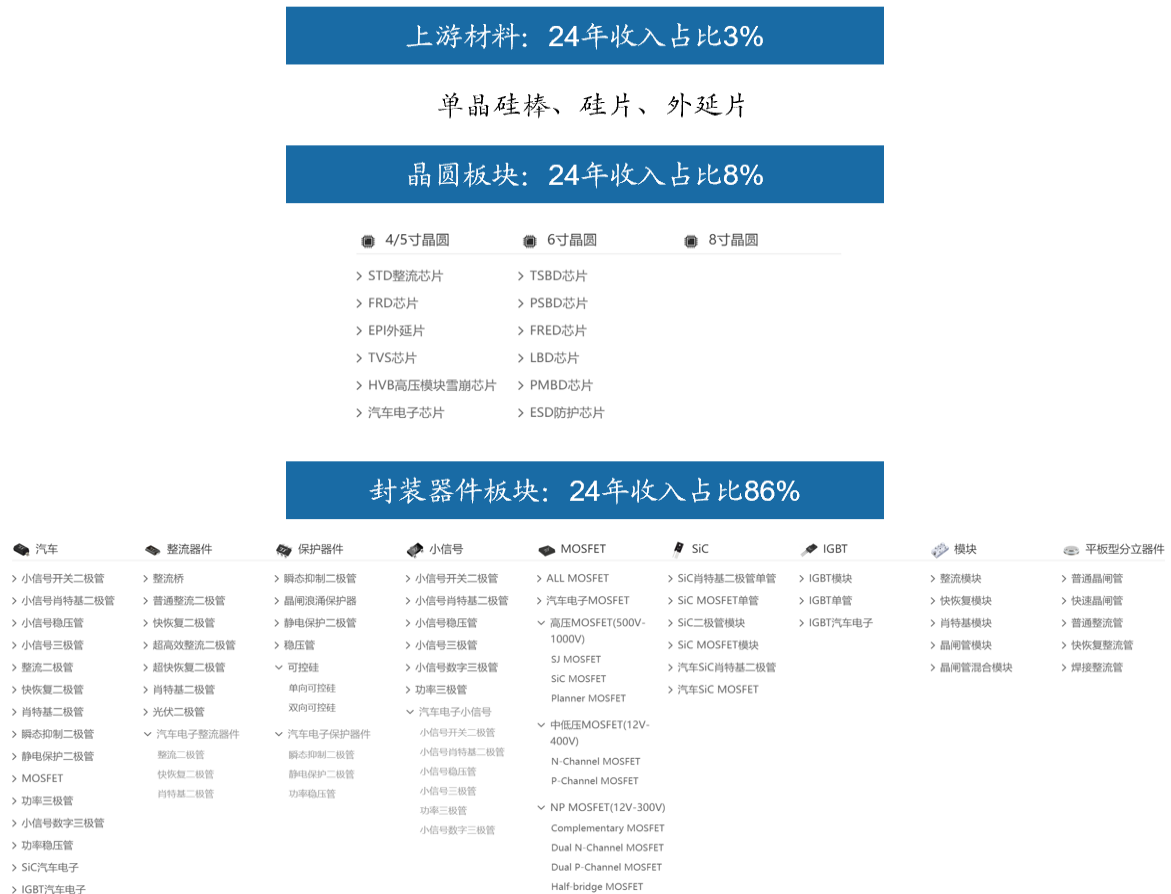 上游材料：24年收入占比3%
单晶硅棒、硅片、外延片
晶圆板块：24年收入占比8%
4/5寸晶圆
STD整流芯片
FRD芯片
EPI外延片
TVS芯片
HVB高压模块雪崩芯片
汽车电子芯片
6寸晶圆
TSBD芯片
PSBD芯片
FRED芯片
LBD芯片
PMBD芯片
ESD防护芯片
8寸晶圆
封装器件板块：24年收入占比86%
汽车
小信号开关二极管
小信号肖特基二极管
小信号稳压管
小信号三极管
整流二极管
快恢复二极管
肖特基二极管
瞬态抑制二极管
静电保护二极管
MOSFET
功率三极管
小信号数字三极管
功率稳压管
SiC汽车电子
IGBT汽车电子
整流器件
整流桥
普通整流二极管
快恢复二极管
超高效整流二极管
超快恢复二极管
肖特基二极管
光伏二极管
汽车电子整流器件
整流二极管
快恢复二极管
肖特基二极管
保护器件
瞬态抑制二极管
晶闸浪涌保护器
静电保护二极管
稳压管
可控硅
单向可控硅
双向可控硅
汽车电子保护器件
瞬态抑制二极管
静电保护二极管
功率稳压管
小信号
小信号开关二极管
小信号肖特基二极管
小信号稳压管
小信号三极管
小信号数字三极管
功率三极管
汽车电子小信号
小信号开关二极管
小信号肖特基二极管
小信号稳压管
小信号三极管
功率三极管
小信号数字三极管
MOSFET
ALL MOSFET
汽车电子MOSFET
高压MOSFET(500V-
1000V)
SJ MOSFET
SiC MOSFET
Planner MOSFET
中低压MOSFET(12V-
400V)
N-Channel MOSFET
P-Channel MOSFET
NP MOSFET(12V-300V)
Complementary MOSFET
Dual N-Channel MOSFET
Dual P-Channel MOSFET
Half-bridge MOSFET
SiC
SiC肖特基二极管单管
SiC MOSFET单管
SiC二极管模块
SiC MOSFET模块
汽车SiC肖特基二极管
汽车SiC MOSFET
IGBT
IGBT模块
IGBT单管
IGBT汽车电子
模块
整流模块
快恢复模块
肖特基模块
晶闸管模块
晶闸管混合模块
平板型分立器件
普通晶闸管
快速晶闸管
普通整流管
快恢复整流管
焊接整流管